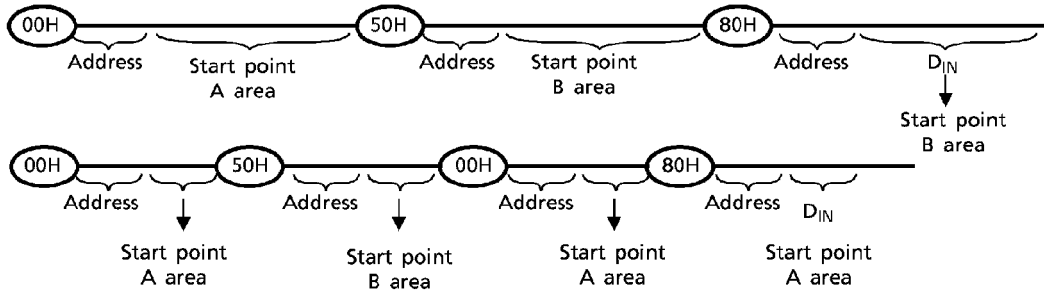 00H 50H 80H
Address Start point Address Start point Address DIN
A area B area
Start point
B area
00H 50H 00H 80H
Address Address Address Address DIN
Start point Start point Start point Start point
A area B area A area A area